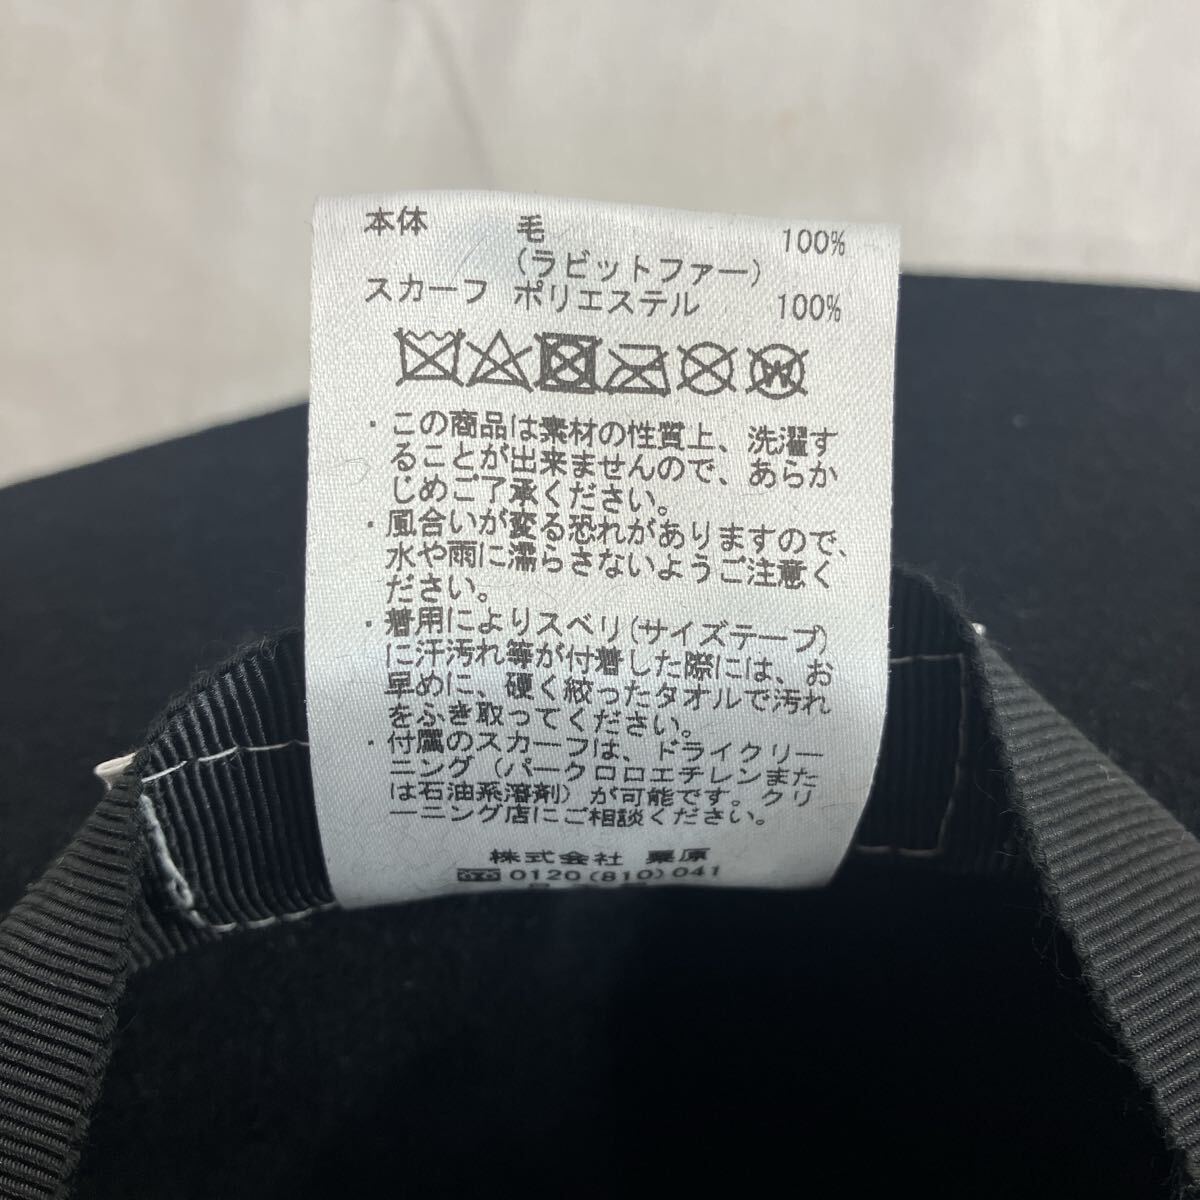 本体 毛 100%
(ラビットファー)
スカーフ ポリエステル 100%
W
・この商品は素材の性質上、洗濯す
ることが出来ませんので、あらか
じめご了承ください。
・風合いが変る恐れがありますので、
水や雨に濡らさないようご注意く
ださい。
・着用によりスベリ(サイズテープ)
に汗汚れ等が付着した際には、お
早めに、硬く絞ったタオルで汚れ
をふき取ってください。
・付属のスカーフは、ドライクリー
ニング(パークロロエチレンまた
は石油系溶剤)が可能です。クリ
ーニング店にご相談ください。
株式会社 栗原
0120(810)041